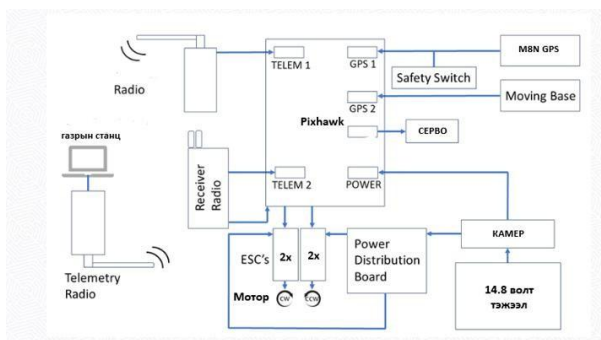 M8N GPS
TELEM 1
GPS 1
Safety Switch
Radio
GPS 2
Moving Base
Pixhawk
СЕРВО
газрын станц
Receiver
Radio
TELEM 2
POWER
КАМЕР
ESC's
2x
2x
Power
Distribution
Board
Telemetry
Radio
Мотор
CW
CCW
14.8 волт
тэжээл